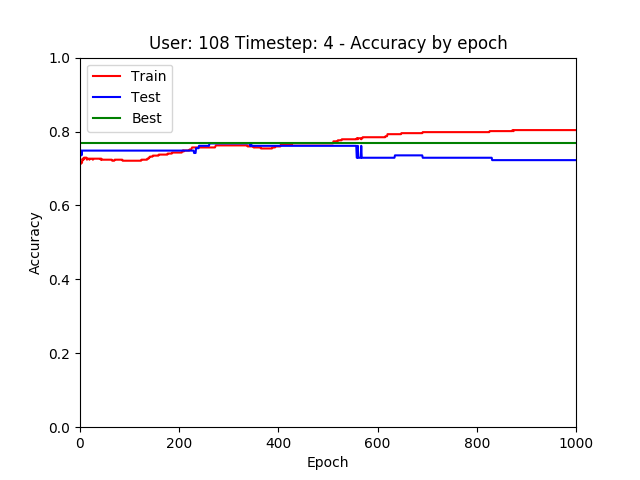 User: 108 Timestep: 4 - Accuracy by epoch
Train
Test
Best
1.0
0.8
0.6
0.4
0.2
0.0
Accuracy
0 200 400 600 800 1000
Epoch